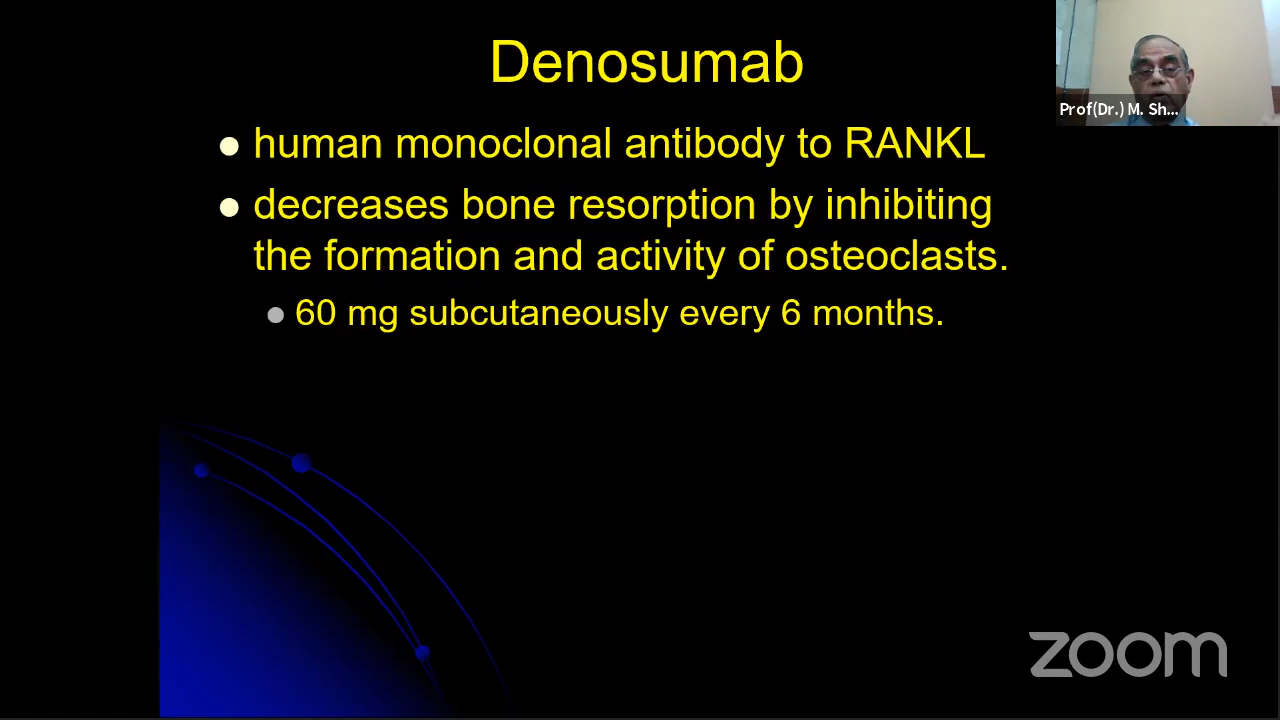 Denosumab
Prof(Dr.) M. Sh...
human monoclonal antibody to RANKL
decreases bone resorption by inhibiting
the formation and activity of osteoclasts.
60 mg subcutaneously every 6 months.
zoom